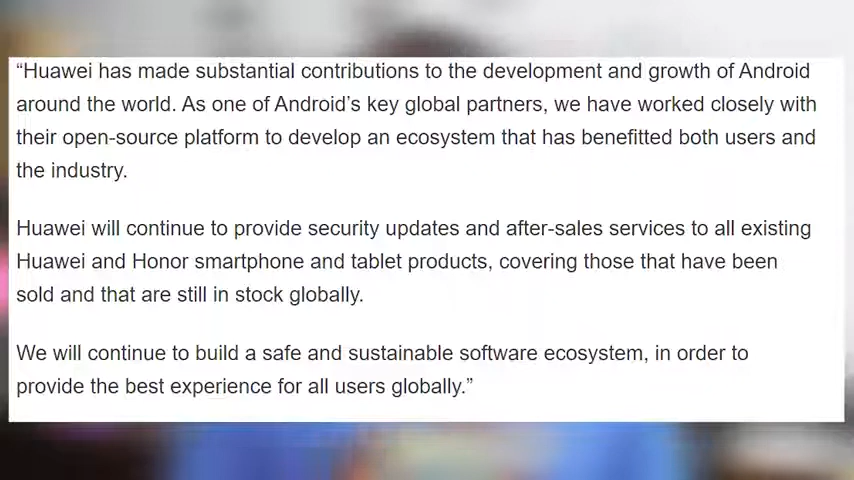 “Huawei has made substantial contributions to the development and growth of Android
around the world. As one of Android’s key global partners, we have worked closely with
their open-source platform to develop an ecosystem that has benefitted both users and
the industry.
Huawei will continue to provide security updates and after-sales services to all existing
Huawei and Honor smartphone and tablet products, covering those that have been
sold and that are still in stock globally.
We will continue to build a safe and sustainable software ecosystem, in order to
provide the best experience for all users globally.”